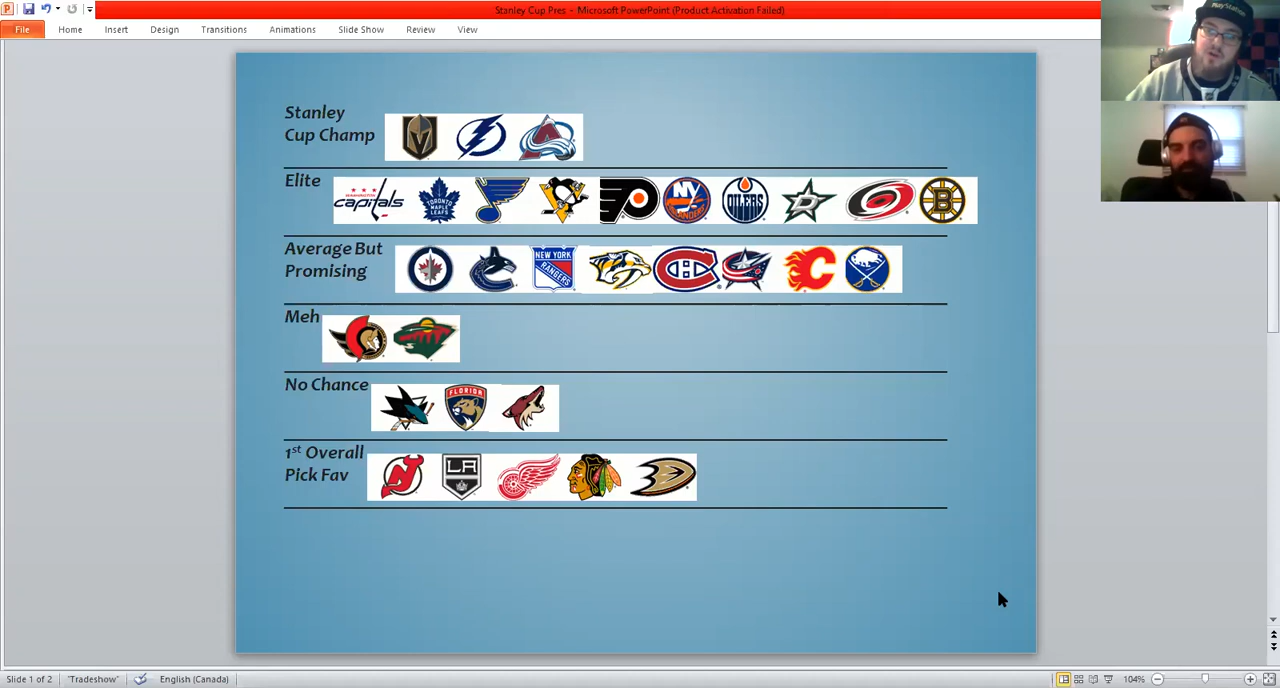 Stanley Cup Pres - Microsoft PowerPoint (Product Activation Failed)
File Home Insert Design Transitions Animations Slide Show Review View
PlayStation
Stanley
Cup Champ
Elite
WASHINGTON
capitals
TORONTO
MAPLE
LEAFS
NY
ISLANDERS
OILERS
B
Average But
Promising
NEW YORK
RANGERS
Meh
No Chance
FLORIDA
1st Overall
Pick Fav
LA
Slide 1 of 2 "Tradeshow" English (Canada) 104%